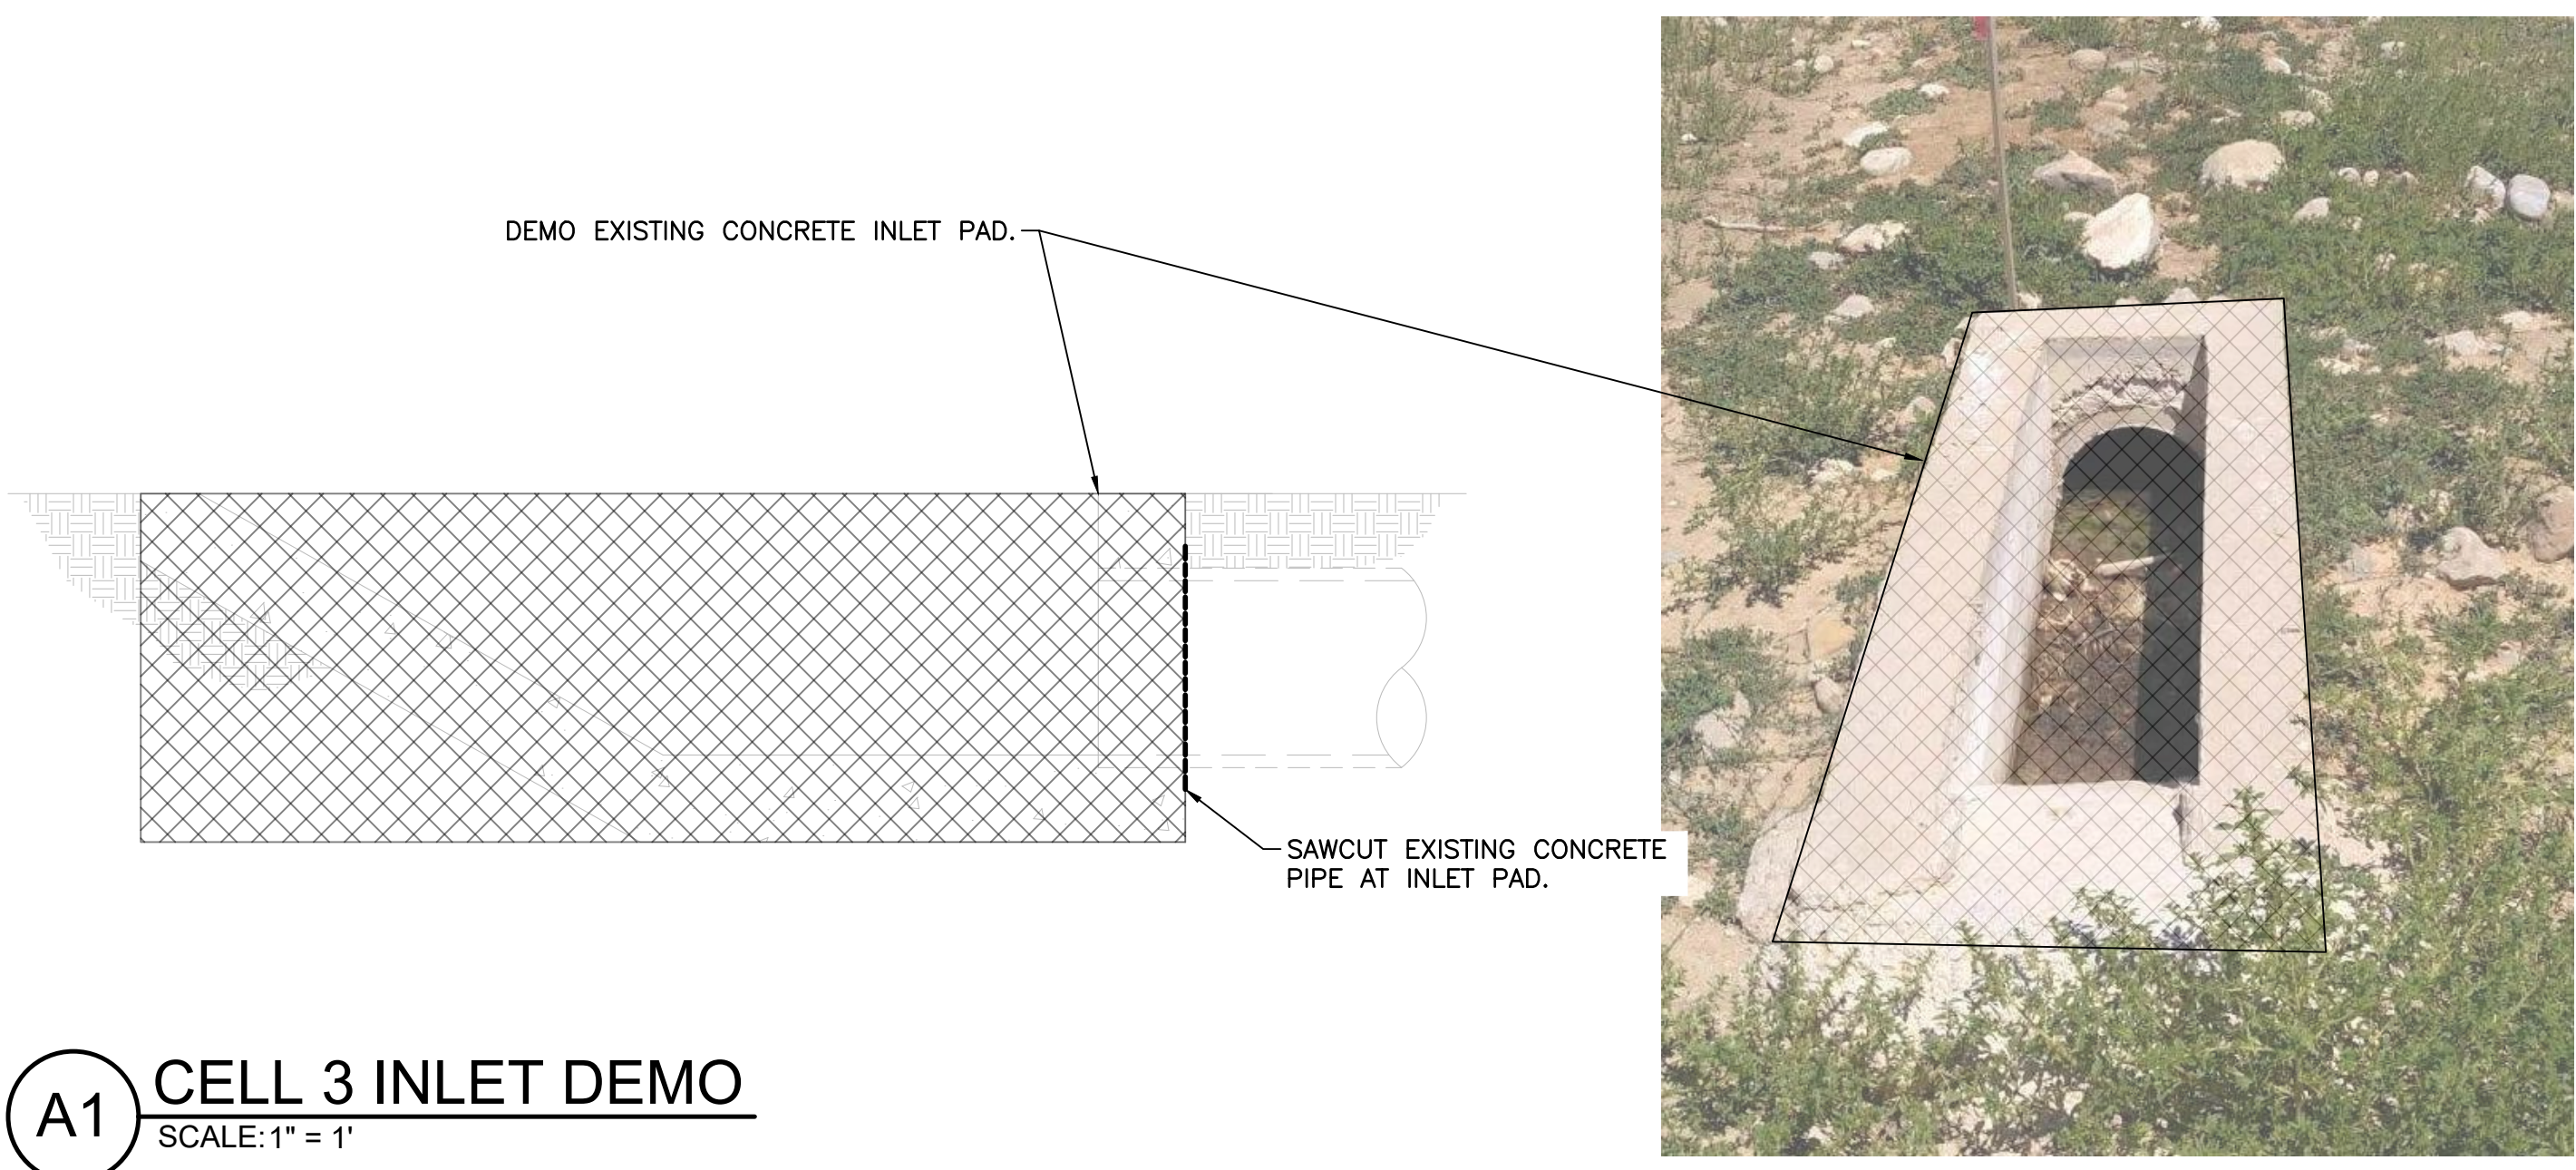 DEMO EXISTING CONCRETE INLET PAD.
SAWCUT EXISTING CONCRETE
PIPE AT INLET PAD.
A1
CELL 3 INLET DEMO
SCALE: 1" = 1'